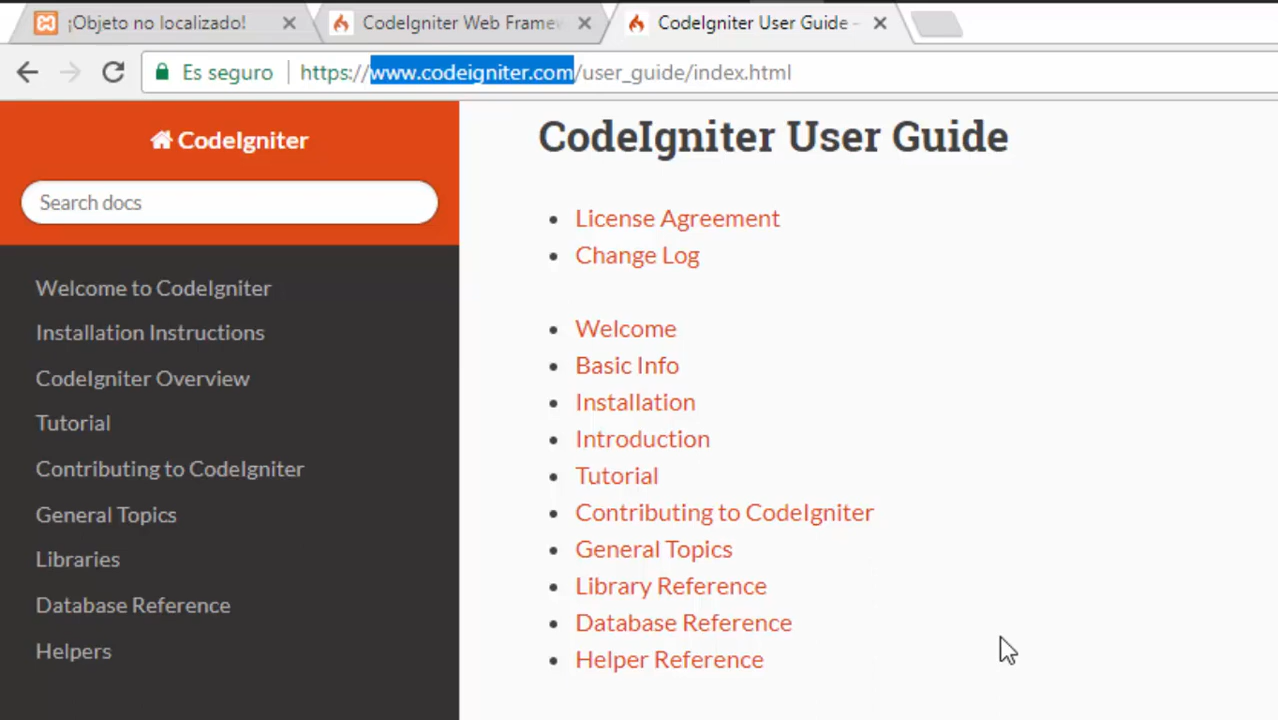 ¡Objeto no localizado!
CodeIgniter Web Framew
CodeIgniter User Guide –
Es seguro
https://www.codeigniter.com/user_guide/index.html
CodeIgniter
Search docs
Welcome to CodeIgniter
Installation Instructions
CodeIgniter Overview
Tutorial
Contributing to CodeIgniter
General Topics
Libraries
Database Reference
Helpers
CodeIgniter User Guide
License Agreement
Change Log
Welcome
Basic Info
Installation
Introduction
Tutorial
Contributing to CodeIgniter
General Topics
Library Reference
Database Reference
Helper Reference